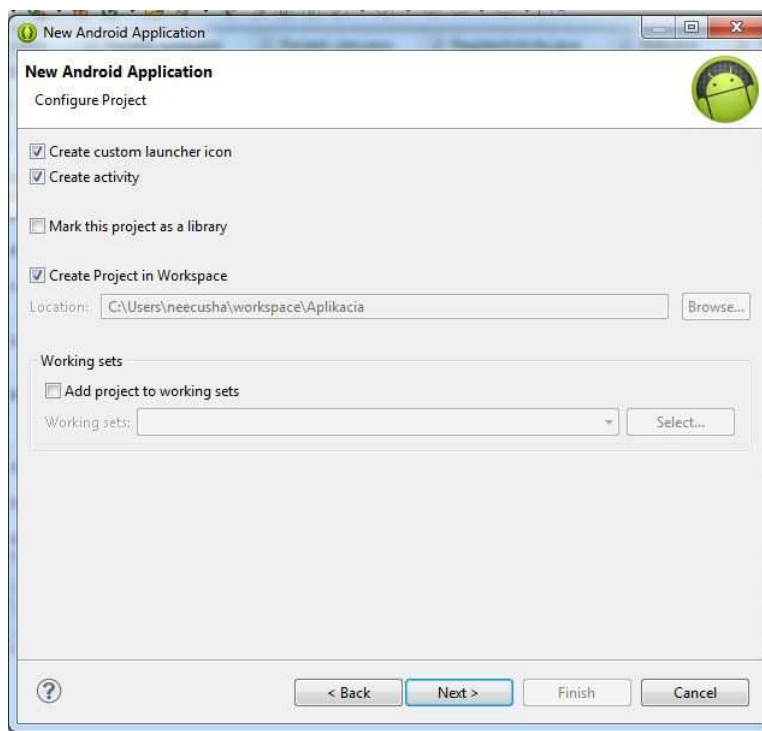 New Android Application
New Android Application
Configure Project
Create custom launcher icon
Create activity
Mark this project as a library
Create Project in Workspace
Location: C:\Users\neecusha\workspace\Aplikacia Browse...
Working sets
Add project to working sets
Working sets: Select...
< Back Next > Finish Cancel